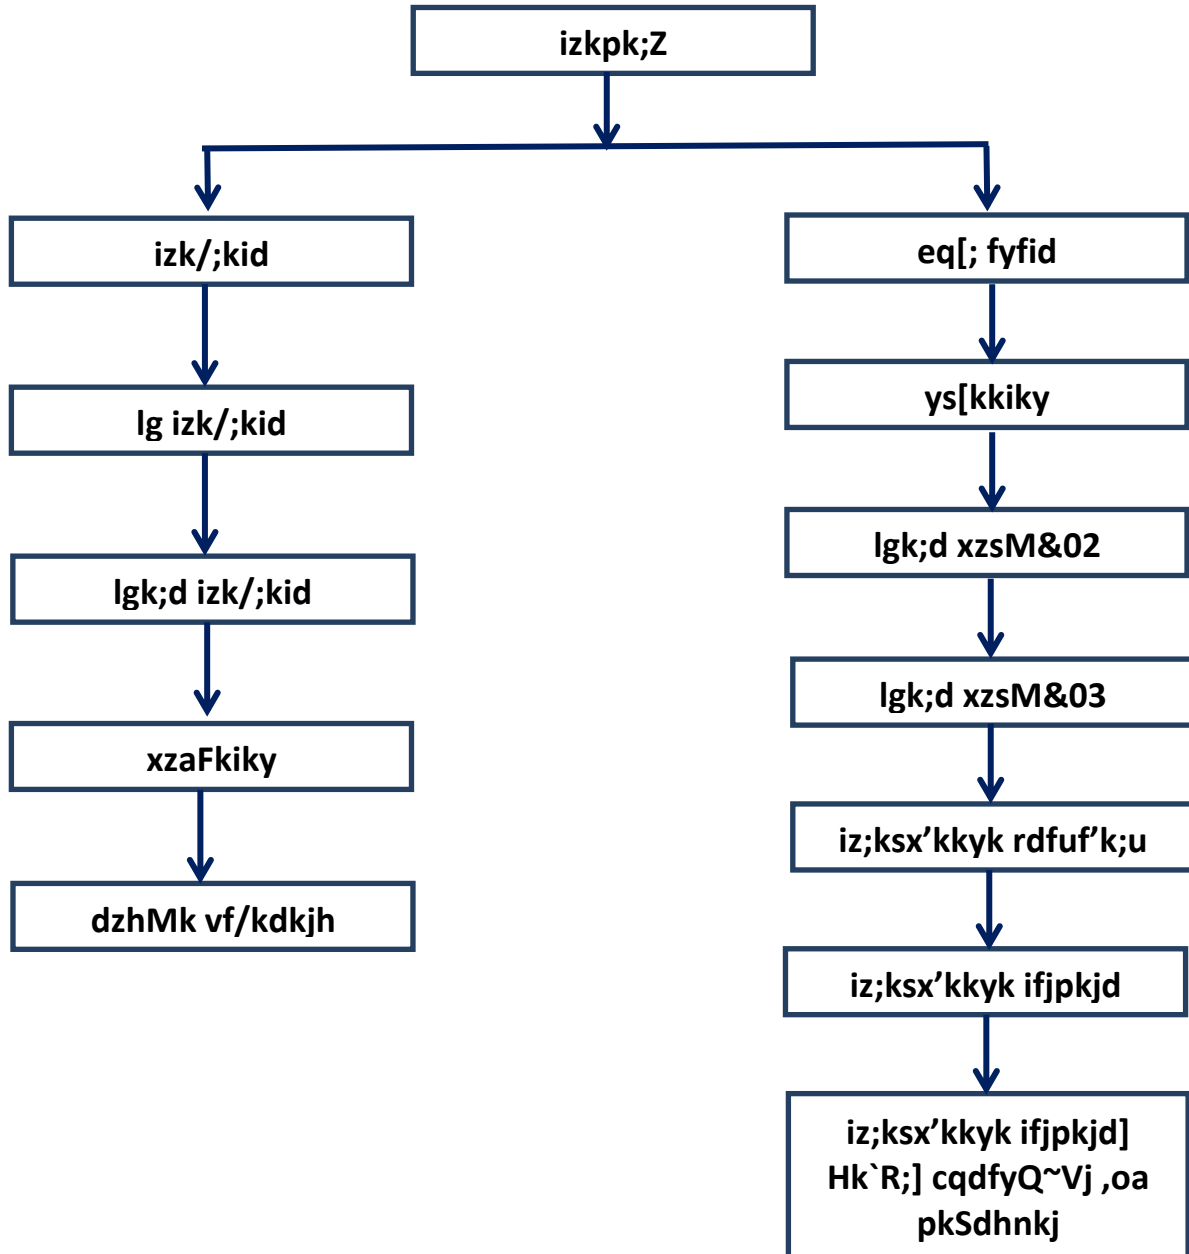 izkpk;Z
izk/;kid
lg izk/;kid
lgk;d izk/;kid
xzaFkiky
dzhMk vf/kdkjh
eq[; fyfid
ys[kkiky
lgk;d xzsM&02
lgk;d xzsM&03
iz;ksx’kkyk rdfuf’k;u
iz;ksx’kkyk ifjpkjd
iz;ksx’kkyk ifjpkjd]
Hk`R;] cqdfyQ~Vj ,oa
pkSdhnkj